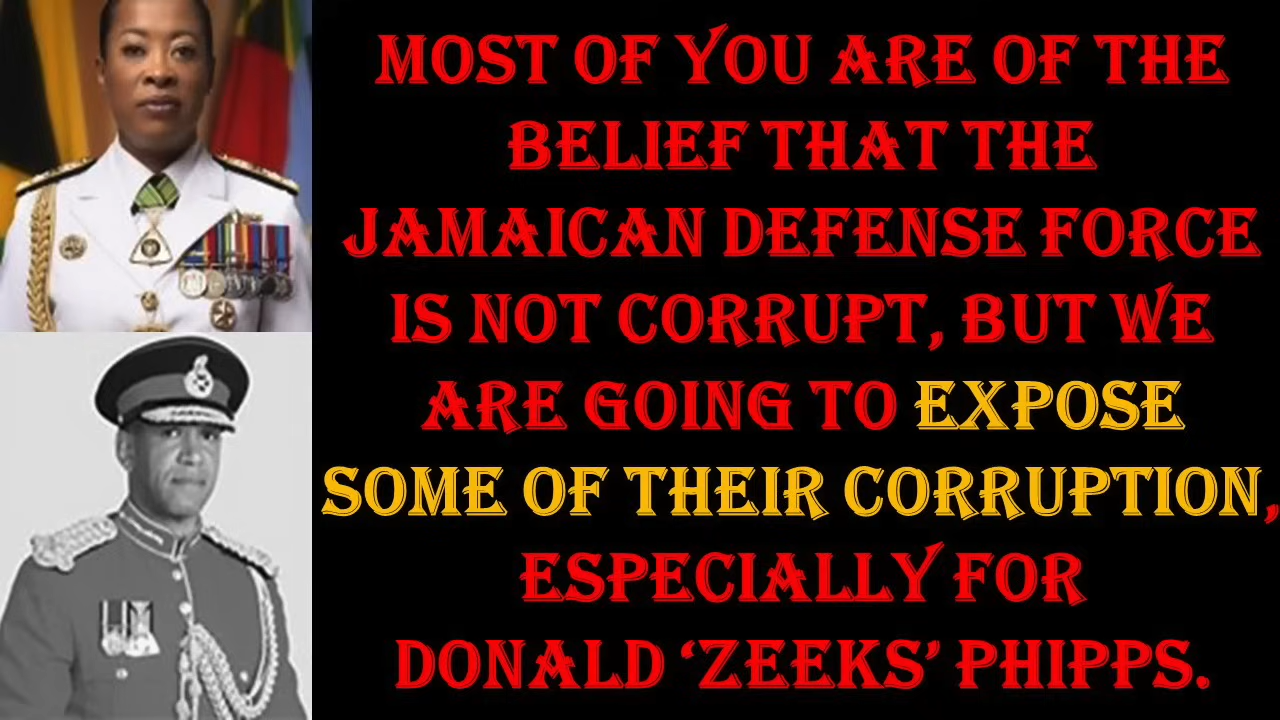 MOST OF YOU ARE OF THE
BELIEF THAT THE
JAMAICAN DEFENSE FORCE
IS NOT CORRUPT, BUT WE
ARE GOING TO EXPOSE
SOME OF THEIR CORRUPTION,
ESPECIALLY FOR
DONALD ‘ZEEKS’ PHIPPS.